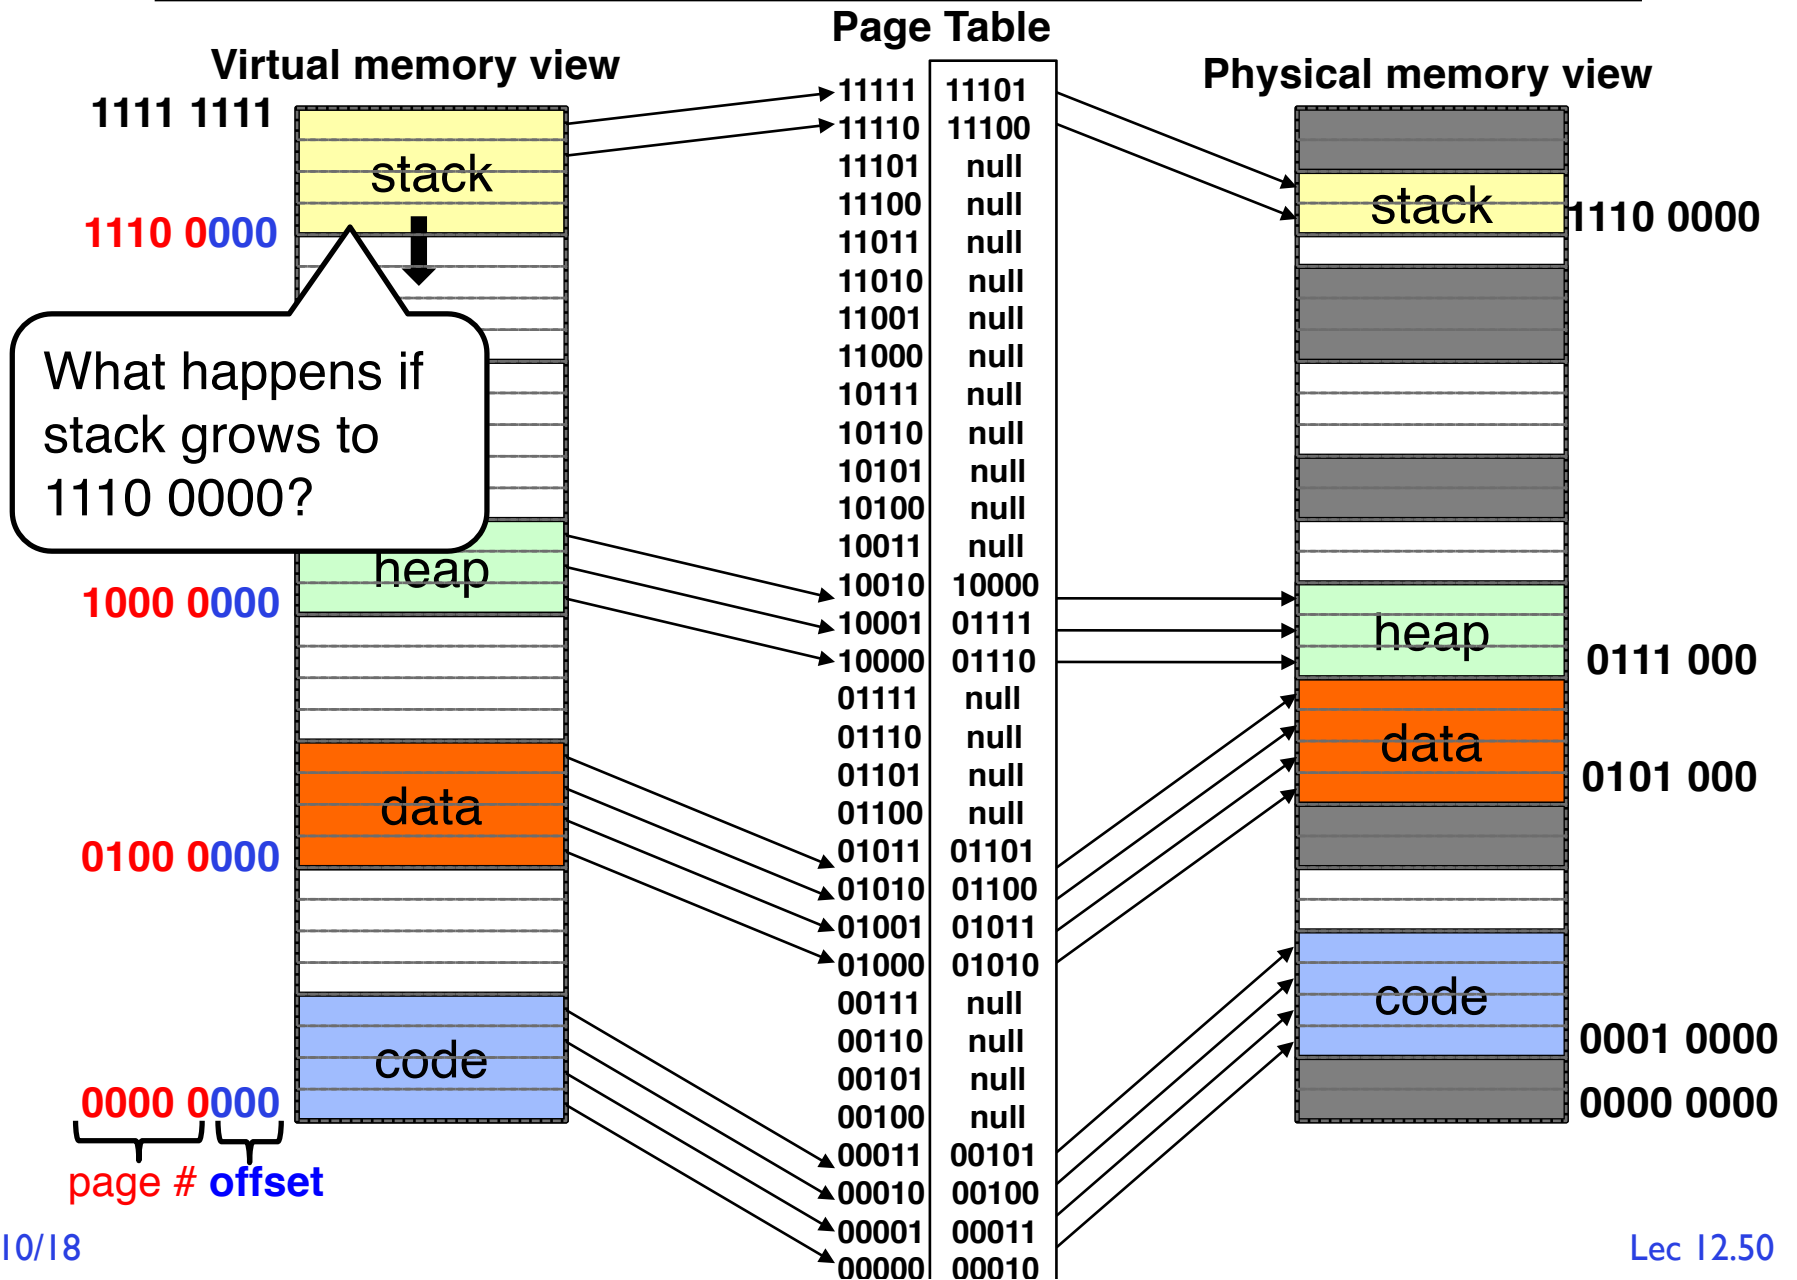 Page Table
Virtual memory view
Physical memory view
1111 1111
stack
1110 0000
What happens if
stack grows to
1110 0000?
heap
1000 0000
data
0100 0000
code
0000 0000
page # offset
11111 11101
11110 11100
11101 null
11100 null
11011 null
11010 null
11001 null
11000 null
10111 null
10110 null
10101 null
10100 null
10011 null
10010 10000
10001 01111
10000 01110
01111 null
01110 null
01101 null
01100 null
01011 01101
01010 01100
01001 01011
01000 01010
00111 null
00110 null
00101 null
00100 null
00011 00101
00010 00100
00001 00011
00000 00010
stack
1110 0000
heap
0111 000
data
0101 000
code
0001 0000
0000 0000
10/18
Lec 12.50